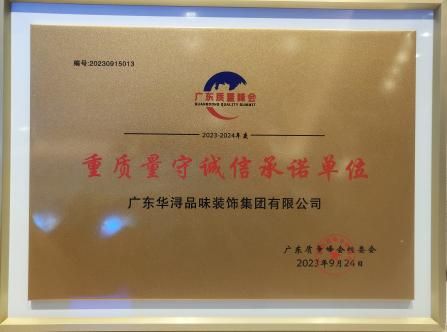 编号:20230915013
广东质量峰会
GUANGDONG QUALITY SUMMIT
2023-2024年度
重质量守诚信承诺单位
广东华浔品味装饰集团有限公司
广东质量峰会组委会
2023年9月24日